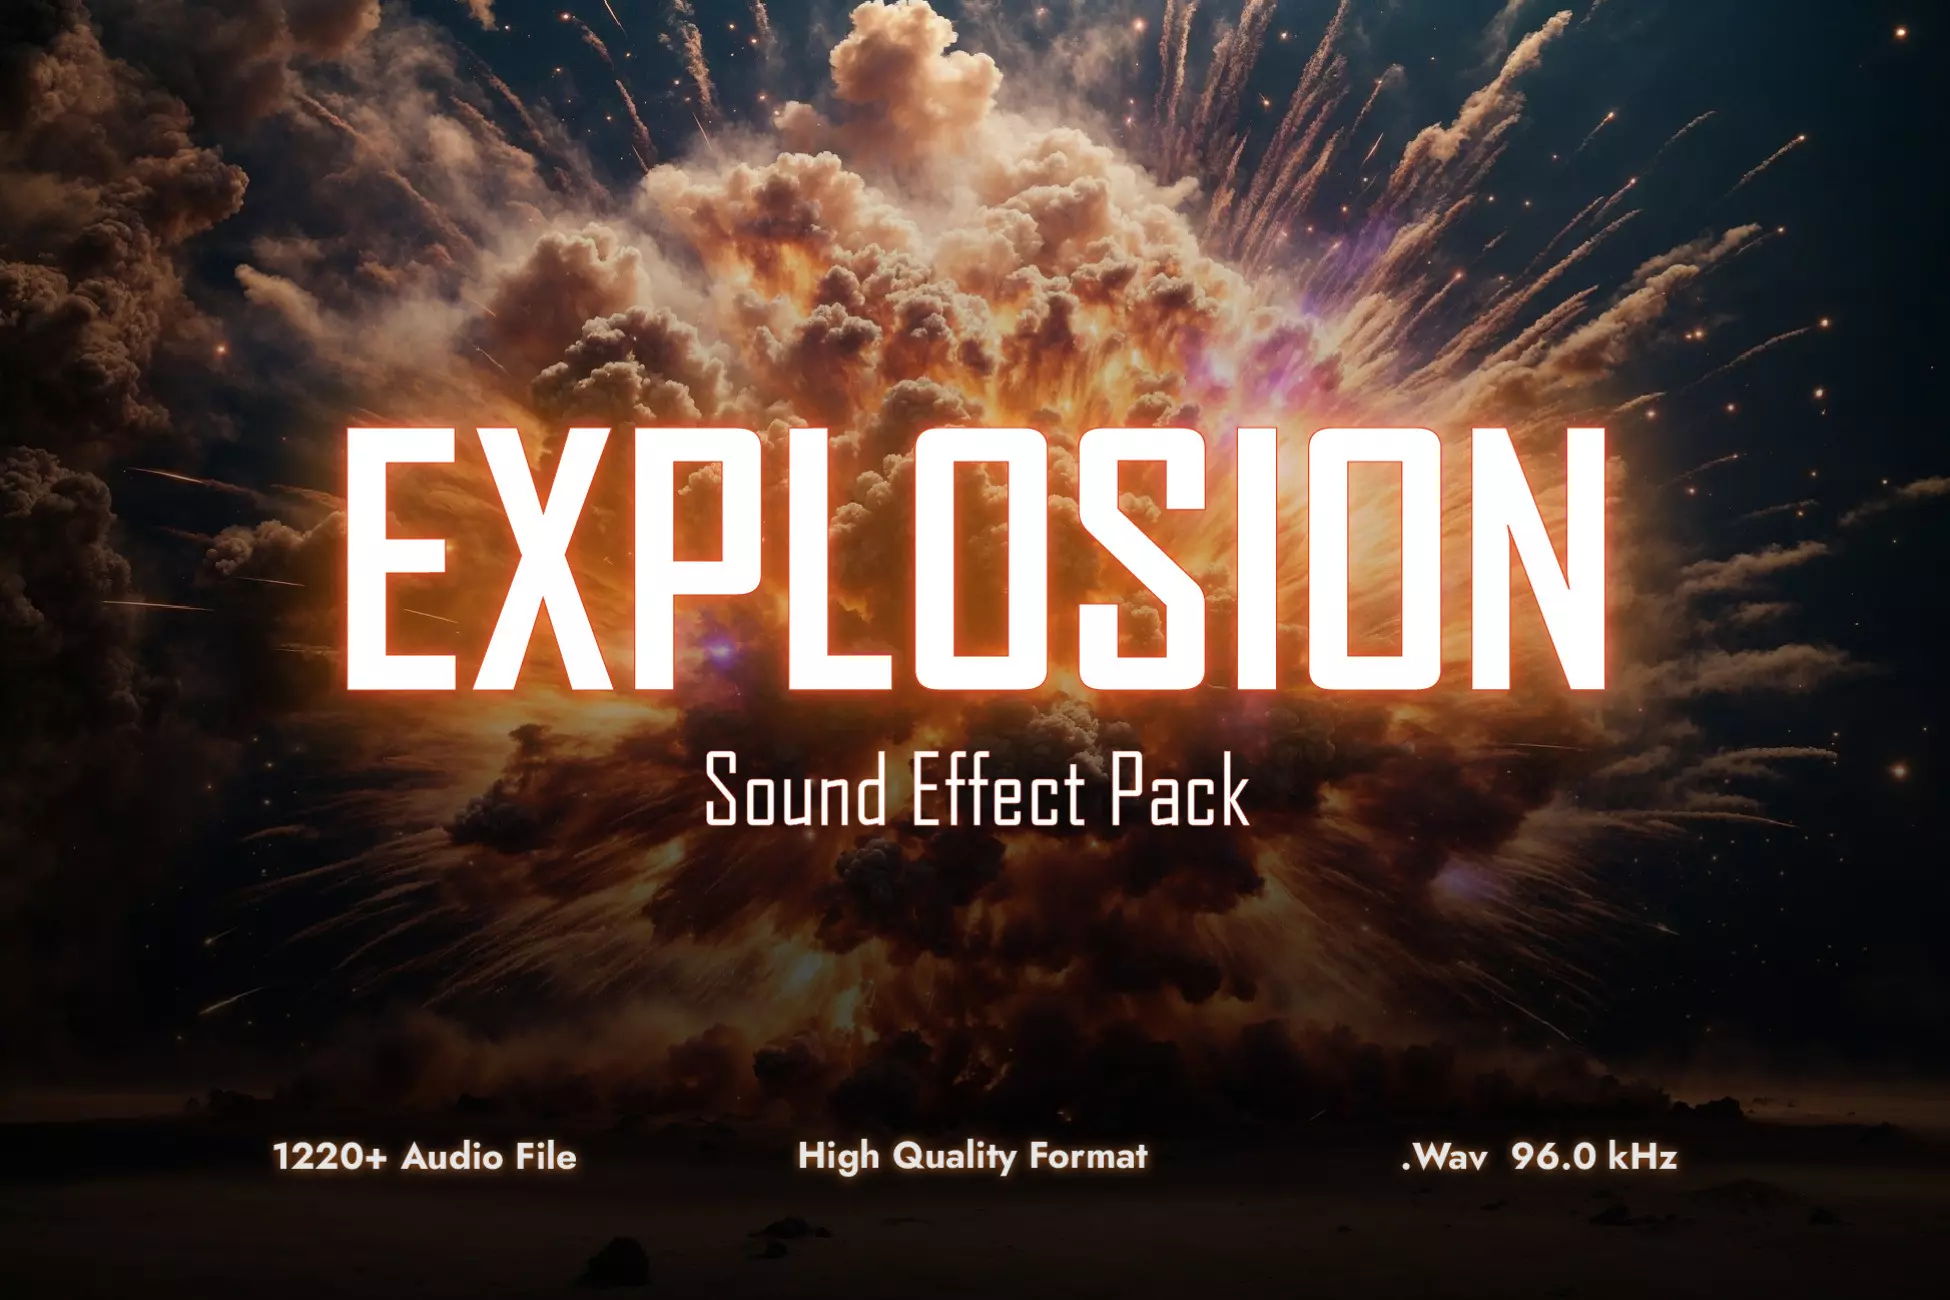 EXPLOSION
Sound Effect Pack
1220+ Audio File
High Quality Format
.Wav 96.0 kHz